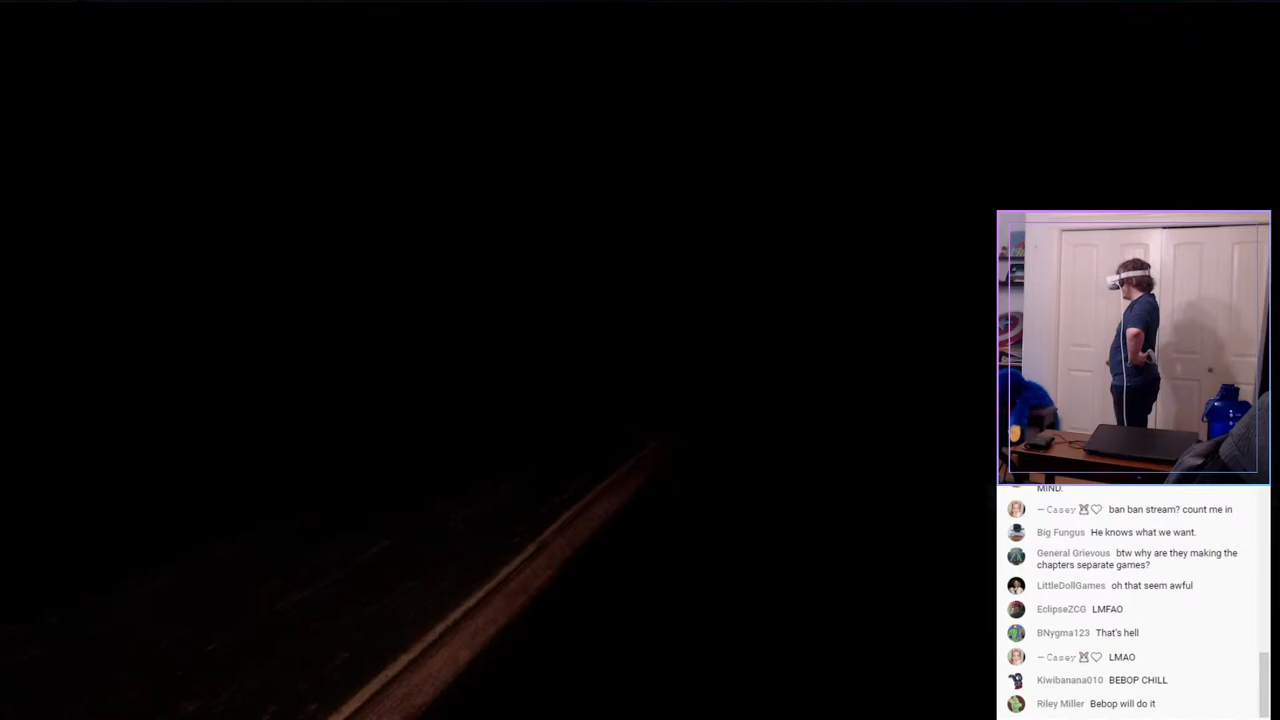 MIND.
—Casey ban ban stream? count me in
Big Fungus He knows what we want.
General Grievous btw why are they making the
chapters separate games?
LittleDollGames oh that seem awful
EclipseZCG LMFAO
BNygma123 That's hell
—Casey LMAO
Kiwibanana010 BEBOP CHILL
Riley Miller Bebop will do it